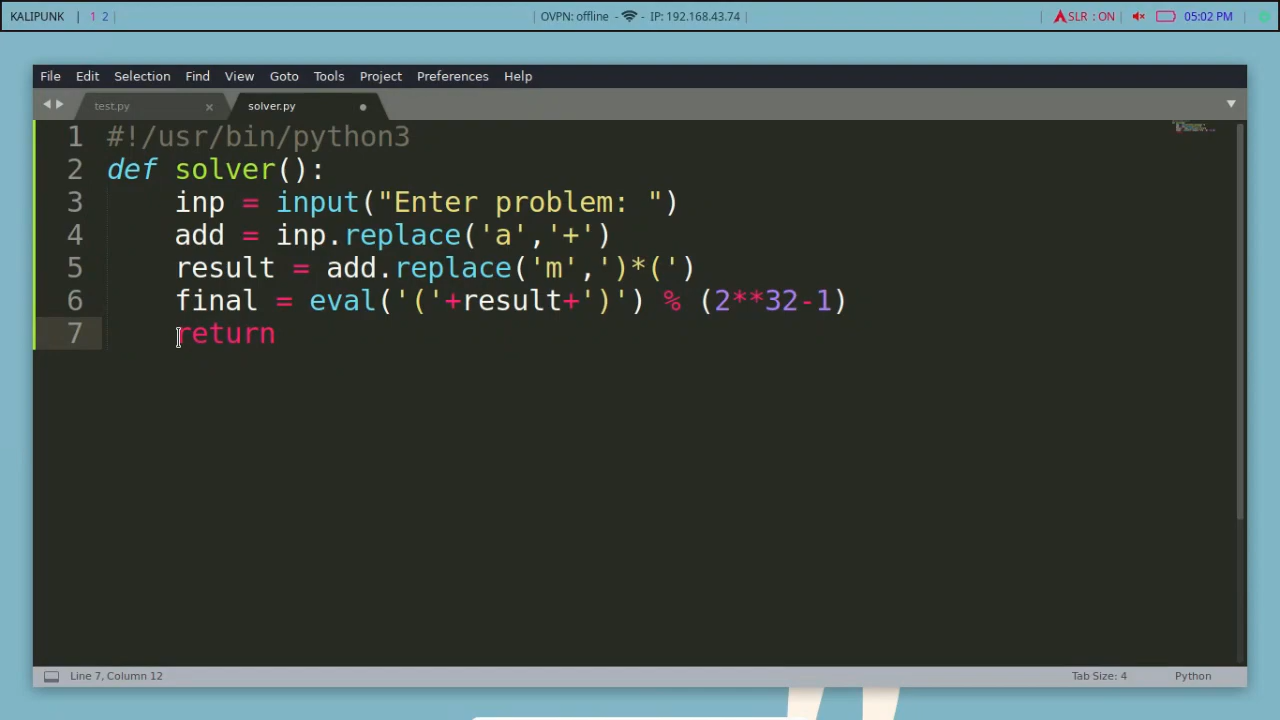 KALIPUNK | 1 2 | | OVPN: offline - - IP: 192.168.43.74 | | SLR : ON | | 05:02 PM |
File Edit Selection Find View Goto Tools Project Preferences Help
test.py × solver.py
1 #!/usr/bin/python3
2 def solver():
3 inp = input("Enter problem: ")
4 add = inp.replace('a','+')
5 result = add.replace('m',')*(')
6 final = eval('('+result+')') % (2**32-1)
7 return
Line 7, Column 12 Tab Size: 4 Python